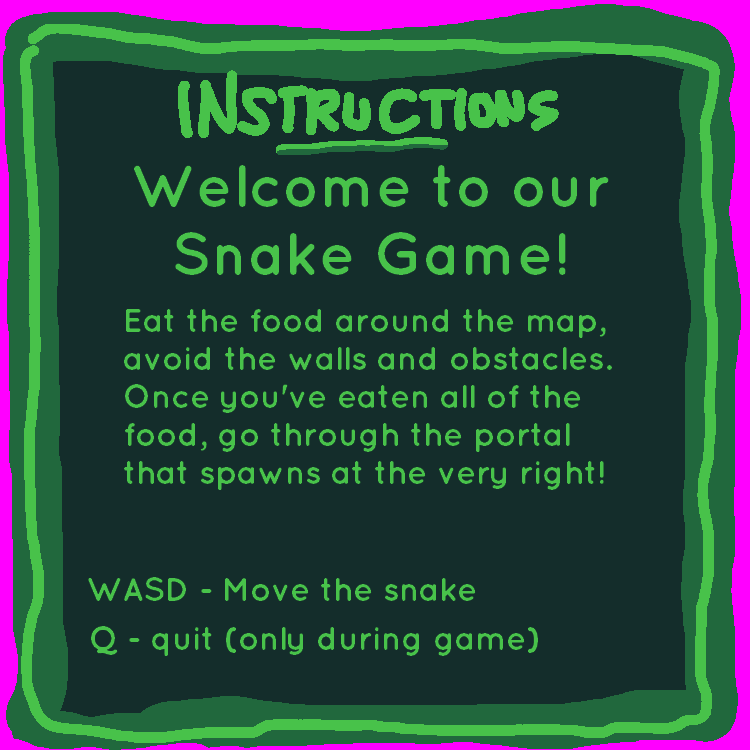 INSTRUCTIONS
Welcome to our
Snake Game!
Eat the food around the map,
avoid the walls and obstacles.
Once you've eaten all of the
food, go through the portal
that spawns at the very right!
WASD - Move the snake
Q - quit (only during game)